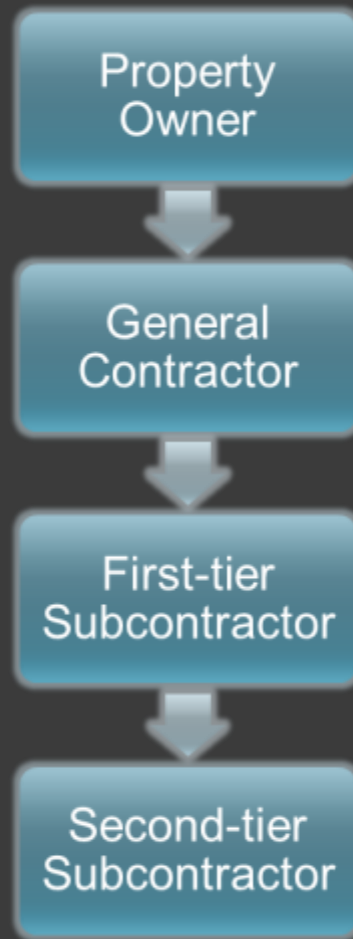 Property
Owner
General
Contractor
First-tier
Subcontractor
Second-tier
Subcontractor